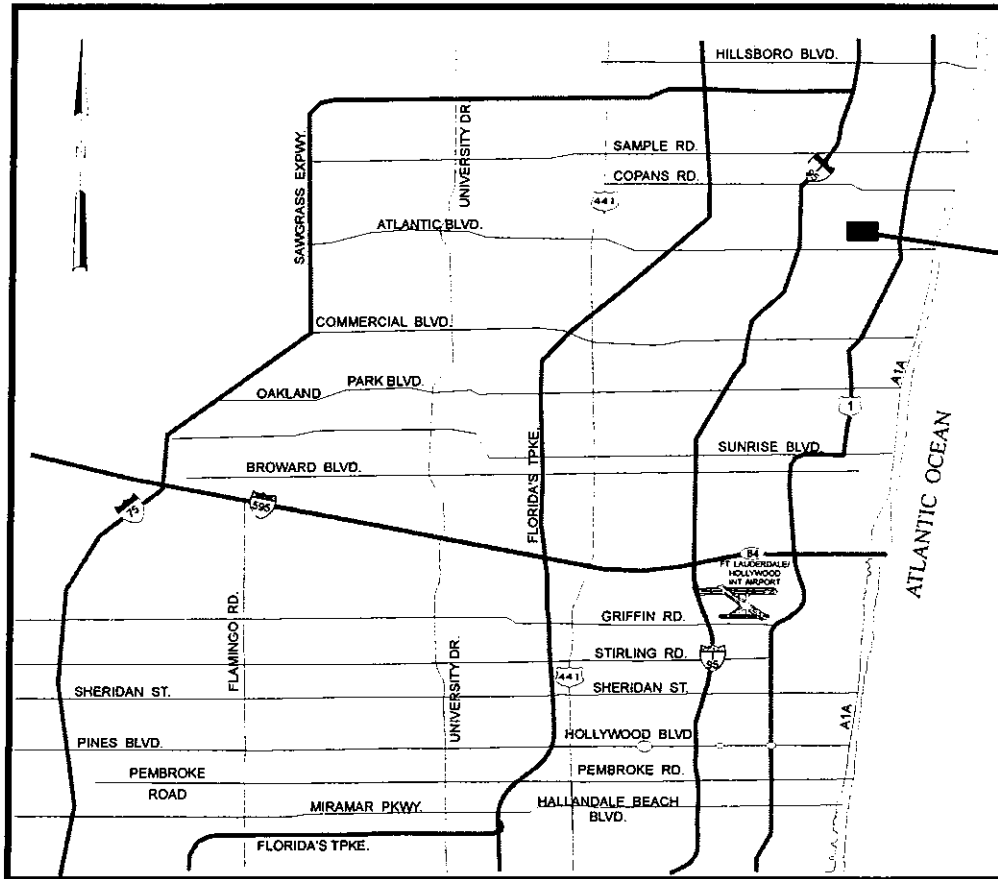 HILLSBORO BLVD.
SAWGRASS EXPWY.
UNIVERSITY DR.
SAMPLE RD.
COPANS RD.
95
441
ATLANTIC BLVD.
COMMERCIAL BLVD.
OAKLAND PARK BLVD.
A1A
1
SUNRISE BLVD.
BROWARD BLVD.
FLORIDA'S TPKE.
ATLANTIC OCEAN
75
595
84
FT LAUDERDALE/
HOLLYWOOD
INT AIRPORT
FLAMINGO RD.
GRIFFIN RD.
UNIVERSITY DR.
STIRLING RD.
95
441
SHERIDAN ST.
SHERIDAN ST.
A1A
PINES BLVD.
HOLLYWOOD BLVD
PEMBROKE
ROAD
PEMBROKE RD.
MIRAMAR PKWY.
HALLANDALE BEACH
BLVD.
FLORIDA'S TPKE.